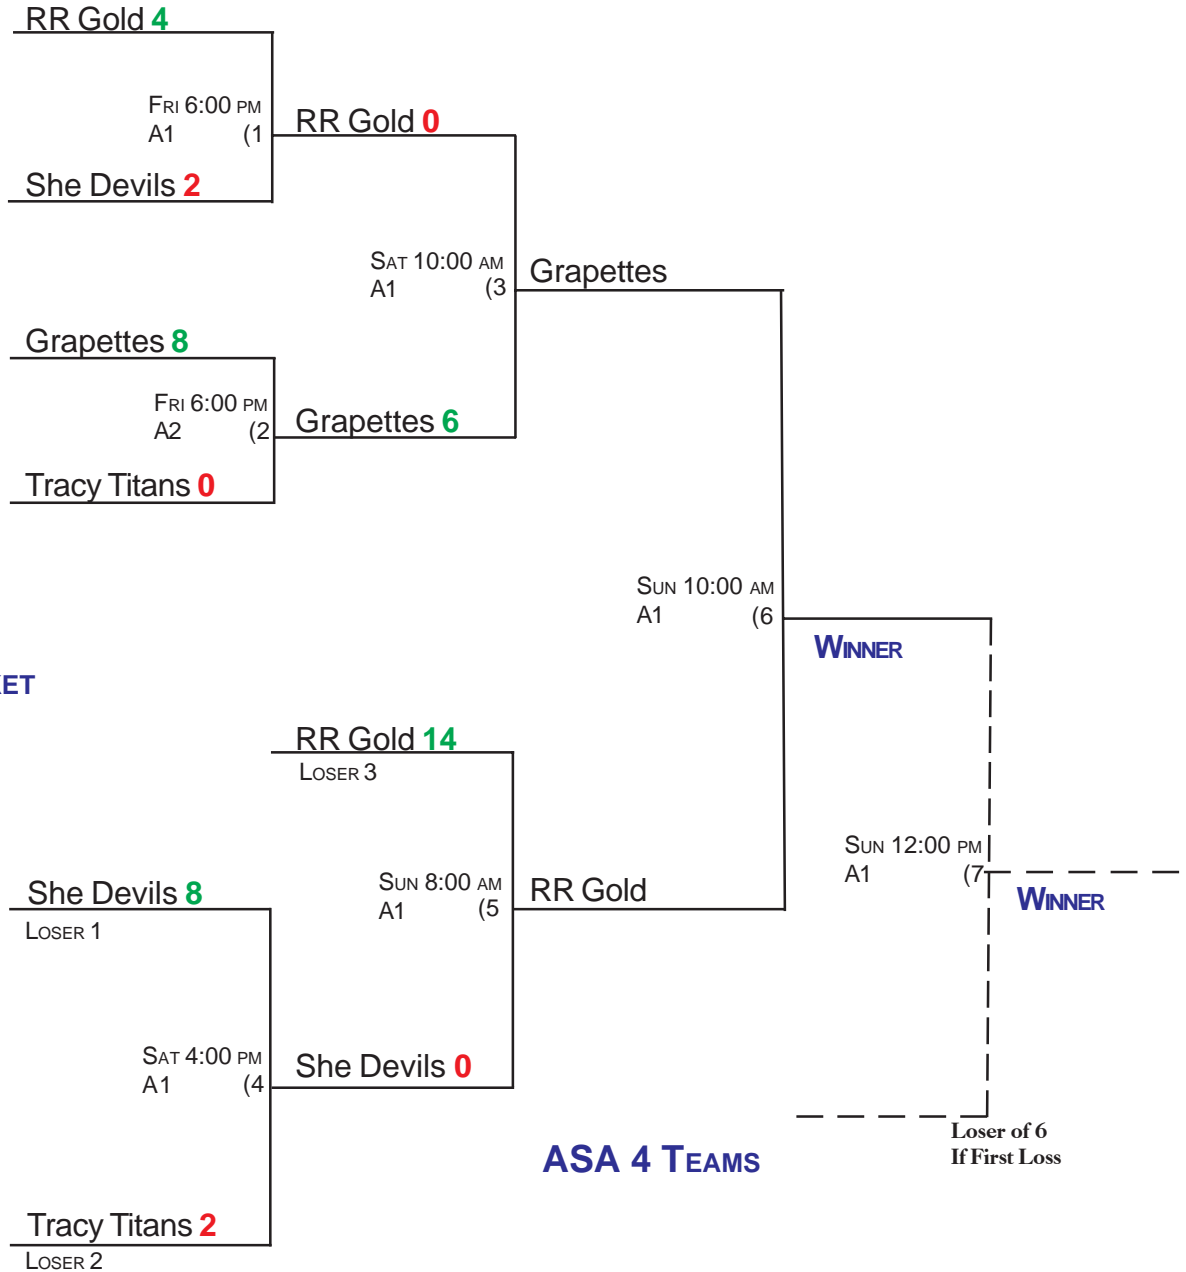 RR Gold 4
FRI 6:00 PM
A1 (1
RR Gold 0
She Devils 2
SAT 10:00 AM
A1 (3
Grapettes
Grapettes 8
FRI 6:00 PM
A2 (2
Grapettes 6
Tracy Titans 0
SUN 10:00 AM
A1 (6
WINNER
KET
RR Gold 14
LOSER 3
SUN 12:00 PM
A1 (7
WINNER
She Devils 8
LOSER 1
SUN 8:00 AM
A1 (5
RR Gold
SAT 4:00 PM
A1 (4
She Devils 0
Loser of 6
If First Loss
ASA 4 TEAMS
Tracy Titans 2
LOSER 2